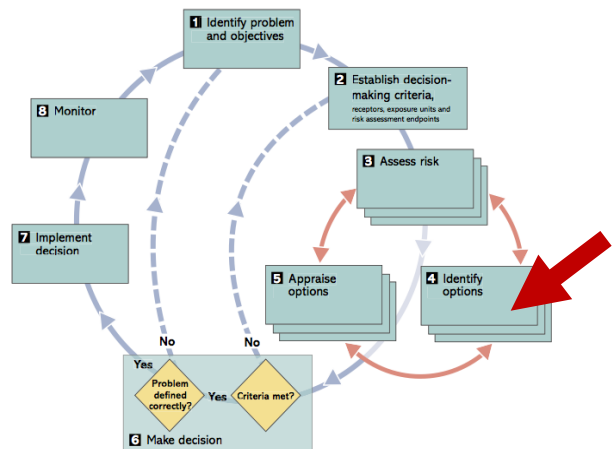 1 Identify problem
and objectives
2 Establish decision-
making criteria,
receptors, exposure units and
risk assessment endpoints
8 Monitor
3 Assess risk
7 Implement
decision
5 Appraise
options
4 Identify
options
No
No
Yes
Problem
defined
correctly?
Yes
Criteria met?
6 Make decision